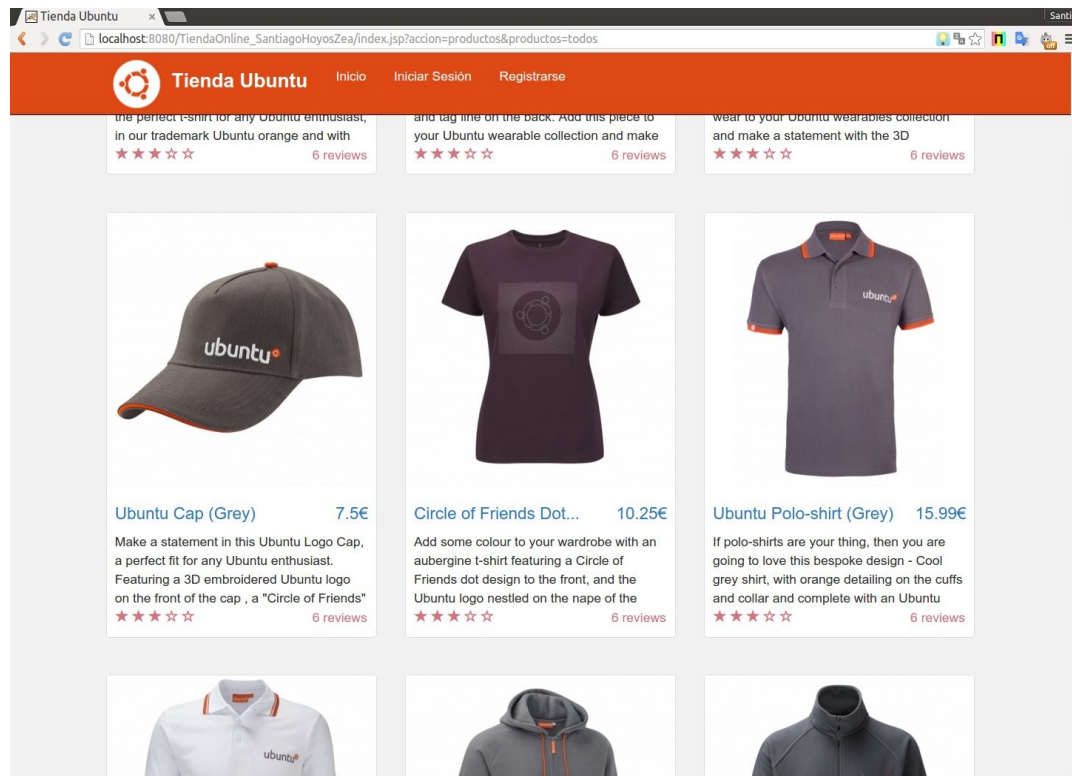 Tienda Ubuntu
Santi
localhost:8080/TiendaOnline_SantiagoHoyosZea/index.jsp?accion=productos&productos=todos
off
Tienda Ubuntu Inicio Iniciar Sesión Registrarse
the perfect t-shirt for any Ubuntu enthusiast,
in our trademark Ubuntu orange and with
6 reviews
and tag line on the back. Add this piece to
your Ubuntu wearable collection and make
6 reviews
wear to your Ubuntu wearables collection
and make a statement with the 3D
6 reviews
ubuntu
Ubuntu Cap (Grey) 7.5€
Make a statement in this Ubuntu Logo Cap,
a perfect fit for any Ubuntu enthusiast.
Featuring a 3D embroidered Ubuntu logo
on the front of the cap , a "Circle of Friends"
6 reviews
Circle of Friends Dot... 10.25€
Add some colour to your wardrobe with an
aubergine t-shirt featuring a Circle of
Friends dot design to the front, and the
Ubuntu logo nestled on the nape of the
6 reviews
ubuntu
Ubuntu Polo-shirt (Grey) 15.99€
If polo-shirts are your thing, then you are
going to love this bespoke design - Cool
grey shirt, with orange detailing on the cuffs
and collar and complete with an Ubuntu
6 reviews
ubuntu